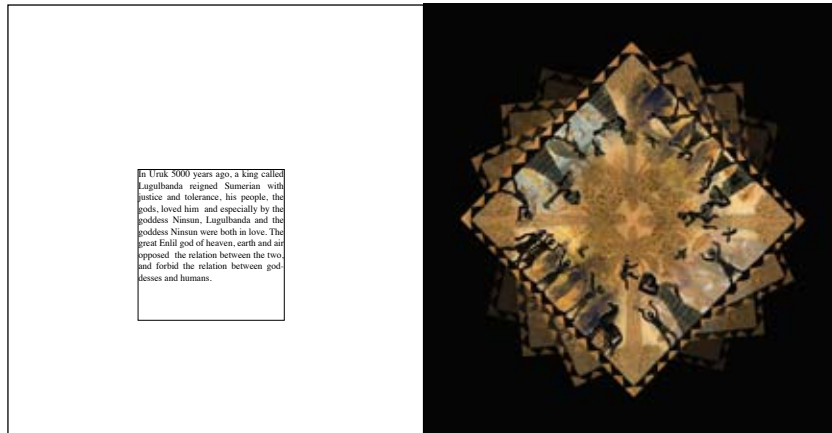 In Uruk 5000 years ago, a king called
Lugulbanda reigned Sumerian with
justice and tolerance, his people, the
gods, loved him and especially by the
goddess Ninsun, Lugulbanda and the
goddess Ninsun were both in love. The
great Enlil god of heaven, earth and air
opposed the relation between the two,
and forbid the relation between god-
desses and humans.